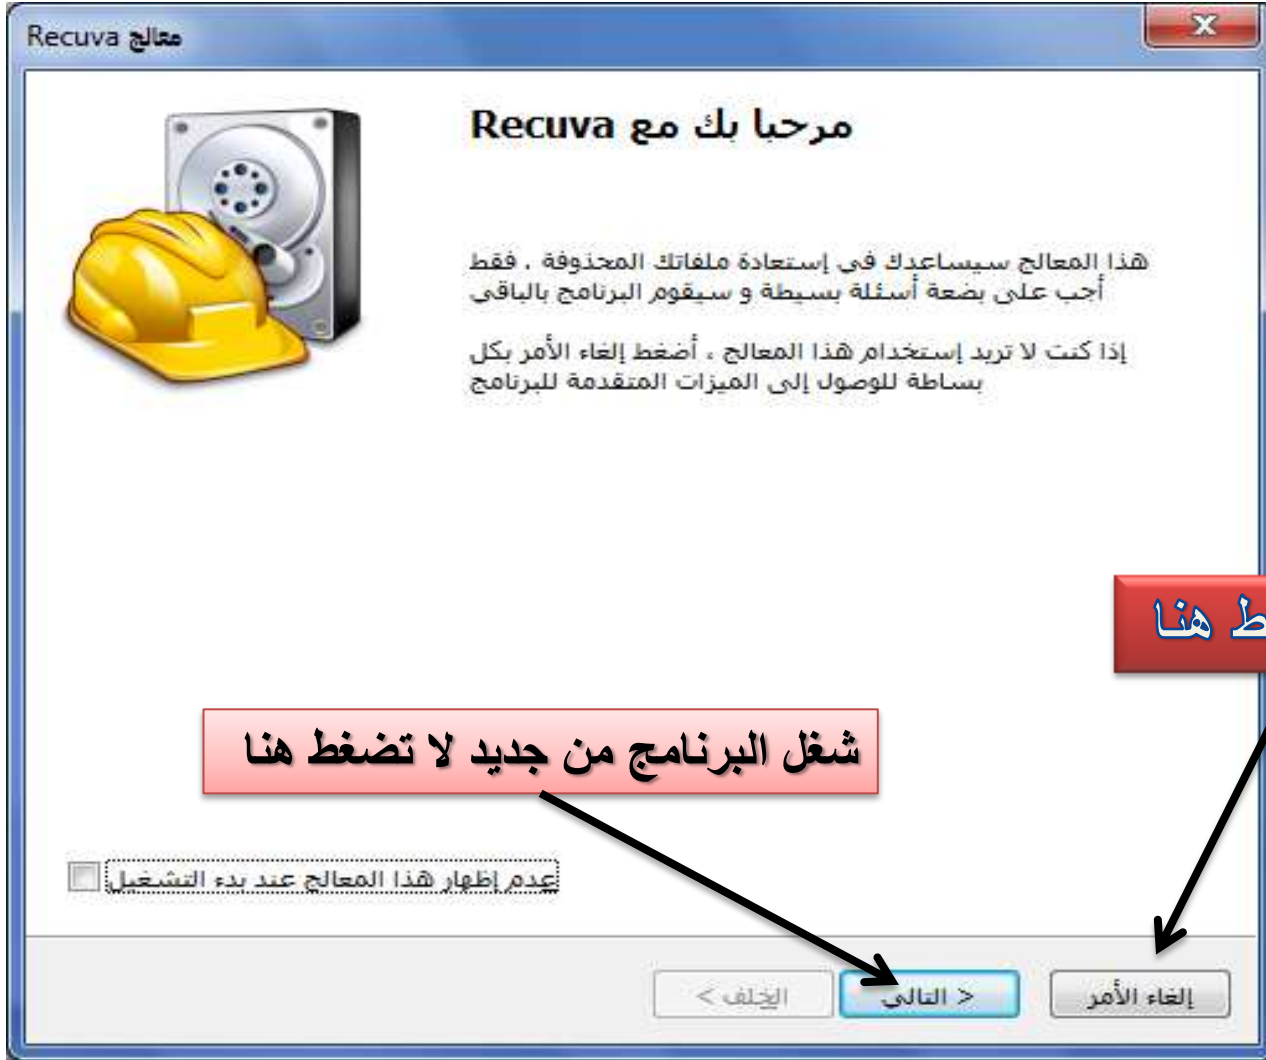 معالج Recuva
مرحبا بك مع Recuva
هذا المعالج سيساعدك في إستعادة ملفاتك المحذوفة ، فقط
أجب على بضعة أسئلة بسيطة و سيقوم البرنامج بالباقي
إذا كنت لا تريد إستخدام هذا المعالج ، أضغط إلغاء الأمر بكل
بساطة للوصول إلى الميزات المتقدمة للبرنامج
هنا
شغل البرنامج من جديد لا تضغط هنا
عدم إظهار هذا المعالج عند بدء التشغيل
إلغاء الأمر
التالي >
الخلف <